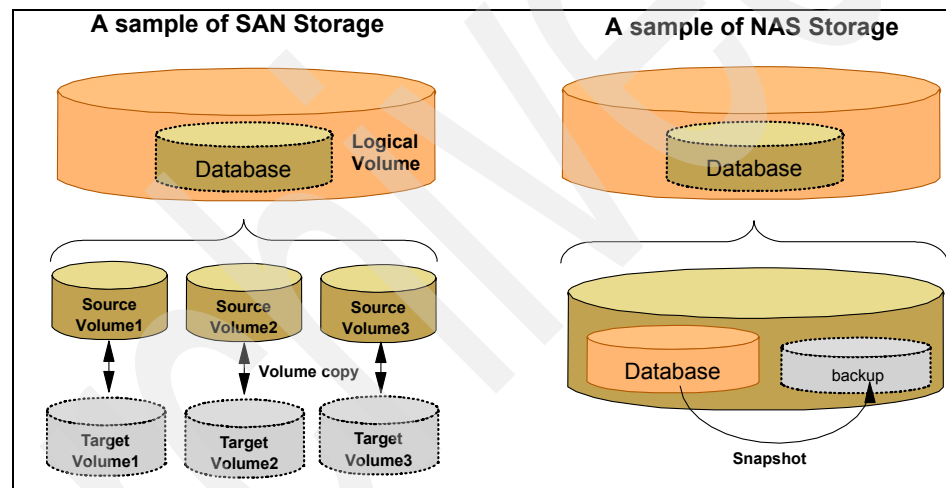 A sample of SAN Storage
Logical
Volume
Database
Source
Volume1
Source
Volume2
Source
Volume3
Volume copy
Target
Volume1
Target
Volume2
Target
Volume3
A sample of NAS Storage
Database
Database
backup
Snapshot